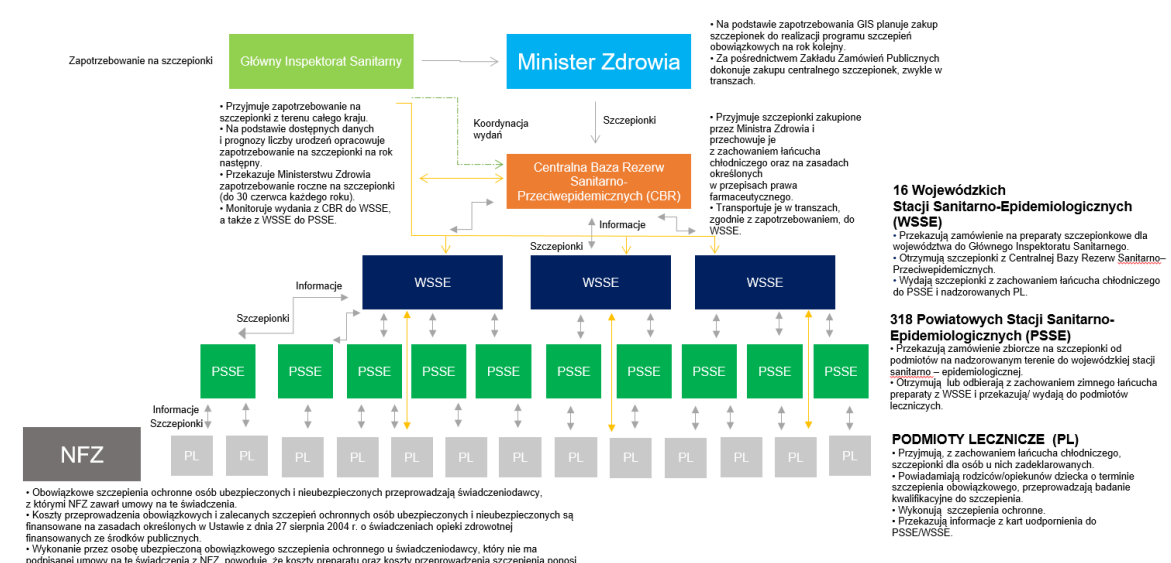 Zapotrzebowanie na szczepionki
Główny Inspektorat Sanitarny
Minister Zdrowia
• Na podstawie zapotrzebowania GIS planuje zakup
szczepionek do realizacji programu szczepień
obowiązkowych na rok kolejny.
• Za pośrednictwem Zakładu Zamówień Publicznych
dokonuje zakupu centralnego szczepionek, zwykle w
transzach.
• Przyjmuje zapotrzebowanie na
szczepionki z terenu całego kraju.
• Na podstawie dostępnych danych
i prognozy liczby urodzeń opracowuje
zapotrzebowanie na szczepionki na rok
następny.
• Przekazuje Ministerstwu Zdrowia
zapotrzebowanie roczne na szczepionki
(do 30 czerwca każdego roku).
• Monitoruje wydania z CBR do WSSE,
a także z WSSE do PSSE.
Koordynacja
wydań
Szczepionki
Centralna Baza Rezerw
Sanitarno-
Przeciwepidemicznych (CBR)
• Przyjmuje szczepionki zakupione
przez Ministra Zdrowia i
przechowuje je
z zachowaniem łańcucha
chłodniczego oraz na zasadach
określonych
w przepisach prawa
farmaceutycznego.
• Transportuje je w transzach,
zgodnie z zapotrzebowaniem, do
WSSE.
Informacje
Szczepionki
16 Wojewódzkich
Stacji Sanitarno-Epidemiologicznych
(WSSE)
• Przekazują zamówienie na preparaty szczepionkowe dla
województwa do Głównego Inspektoratu Sanitarnego.
• Otrzymują szczepionki z Centralnej Bazy Rezerw Sanitarno–
Przeciwepidemicznych.
• Wydają szczepionki z zachowaniem łańcucha chłodniczego
do PSSE i nadzorowanych PL.
WSSE
WSSE
WSSE
Informacje
Szczepionki
318 Powiatowych Stacji Sanitarno-
Epidemiologicznych (PSSE)
• Przekazują zamówienie zbiorcze na szczepionki od
podmiotów na nadzorowanym terenie do wojewódzkiej stacji
sanitarno – epidemiologicznej.
• Otrzymują lub odbierają z zachowaniem zimnego łańcucha
preparaty z WSSE i przekazują/ wydają do podmiotów
leczniczych.
PSSE
PSSE
PSSE
PSSE
PSSE
PSSE
PSSE
PSSE
PSSE
PSSE
Informacje
Szczepionki
NFZ
PL
PL
PL
PL
PL
PL
PL
PL
PL
PL
PL
PL
PL
PODMIOTY LECZNICZE (PL)
• Przyjmują, z zachowaniem łańcucha chłodniczego,
szczepionki dla osób u nich zadeklarowanych.
• Powiadamiają rodziców/opiekunów dziecka o terminie
szczepienia obowiązkowego, przeprowadzają badanie
kwalifikacyjne do szczepienia.
• Wykonują szczepienia ochronne.
• Przekazują informacje z kart uodpornienia do
PSSE/WSSE.
• Obowiązkowe szczepienia ochronne osób ubezpieczonych i nieubezpieczonych przeprowadzają świadczeniodawcy,
z którymi NFZ zawarł umowy na te świadczenia.
• Koszty przeprowadzenia obowiązkowych i zalecanych szczepień ochronnych osób ubezpieczonych i nieubezpieczonych są
finansowane na zasadach określonych w Ustawie z dnia 27 sierpnia 2004 r. o świadczeniach opieki zdrowotnej
finansowanych ze środków publicznych.
• Wykonanie przez osobę ubezpieczoną obowiązkowego szczepienia ochronnego u świadczeniodawcy, który nie ma
podpisanej umowy na te świadczenia z NFZ, powoduje, że koszty preparatu oraz koszty przeprowadzenia szczepienia ponosi